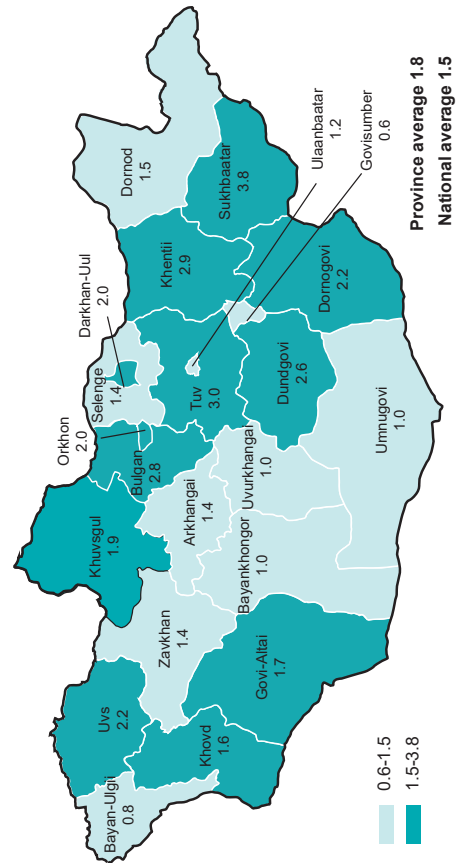 Bayan-Ulgii
0.8
Uvs
2.2
Khovd
1.6
Govi-Altai
1.7
Zavkhan
1.4
Khuvsgul
1.9
Bayankhongor
1.0
Arkhangai
1.4
Uvurkhangai
1.0
Orkhon
2.0
Bulgan
2.8
Selenge
1.4
Darkhan-Uul
2.0
Tuv
3.0
Dundgovi
2.6
Umnugovi
1.0
Khentii
2.9
Dornogovi
2.2
Dornod
1.5
Sukhbaatar
3.8
Ulaanbaatar
1.2
Govisumber
0.6
0.6-1.5
1.5-3.8
Province average 1.8
National average 1.5